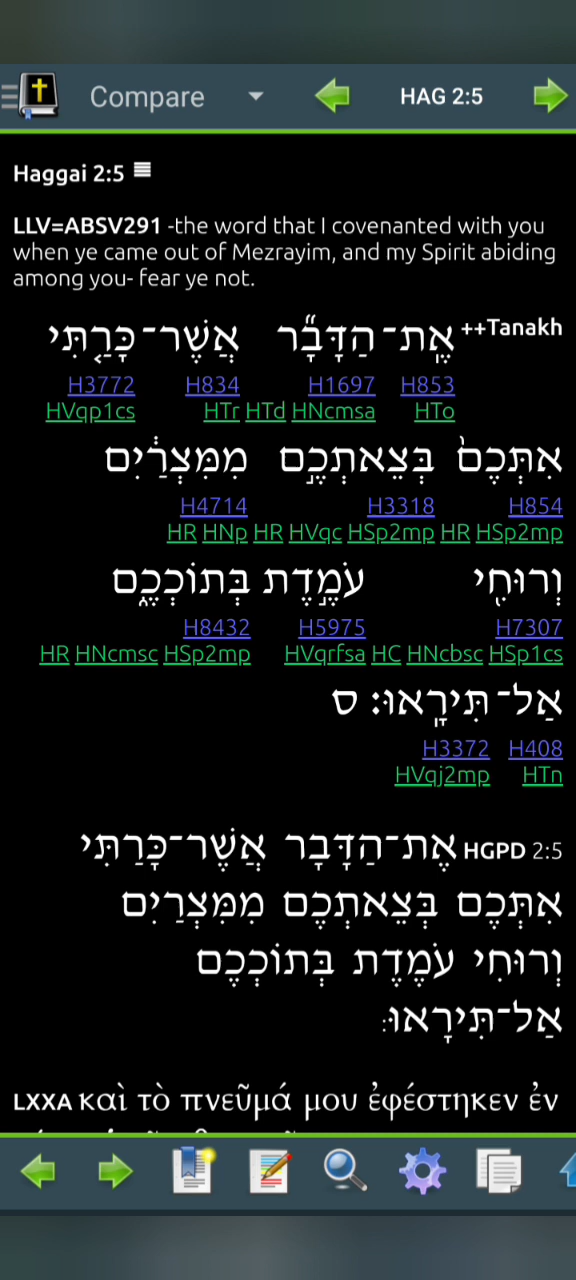 Compare
HAG 2:5
Haggai 2:5
LLV=ABSV291 -the word that I covenanted with you
when ye came out of Mezrayim, and my Spirit abiding
among you- fear ye not.
++Tanakh אֶֽת־הַדָּבָ֞ר אֲשֶׁר־כָּרַ֤תִּי
H853 H1697 H834 H3772
HTo HTd HNcmsa HTr HVqp1cs
אִתְּכֶם֙ בְּצֵאתְכֶ֣ם מִמִּצְרַ֔יִם
H854 H3318 H4714
HR HNp HR HVqc HSp2mp HR HSp2mp
וְרוּחִ֖י עֹמֶ֣דֶת בְּתוֹכְכֶ֑ם
H7307 H5975 H8432
HR HNcmsc HSp2mp HVqrfsa HC HNcbsc HSp1cs
אַל־תִּירָֽאוּ׃ ס
H408 H3372
HVqj2mp HTn
HGPD 2:5 אֶת־הַדָּבָר אֲשֶׁר־כָּרַתִּי
אִתְּכֶם בְּצֵאתְכֶם מִמִּצְרַיִם
וְרוּחִי עֹמֶדֶת בְּתוֹכְכֶם
אַל־תִּירָאוּ׃
LXXA καὶ τὸ πνεῦμά μου ἐφέστηκεν ἐν